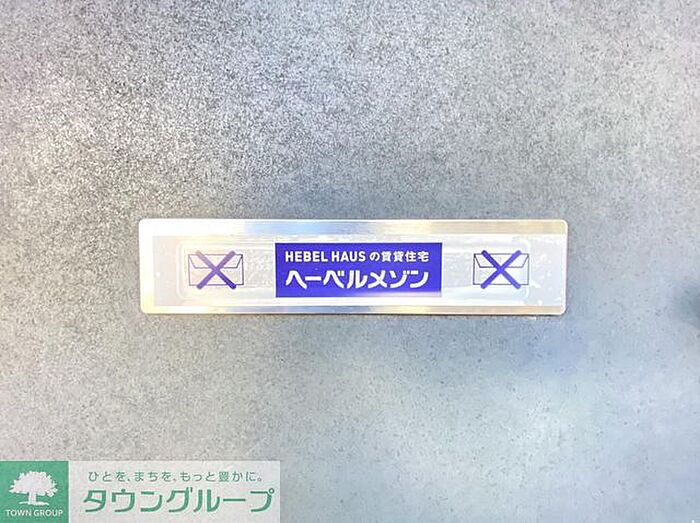 HEBEL HAUS の賃貸住宅
ヘーベルメゾン
TOWN GROUP
ひとを、まちを、もっと豊かに。
タウングループ